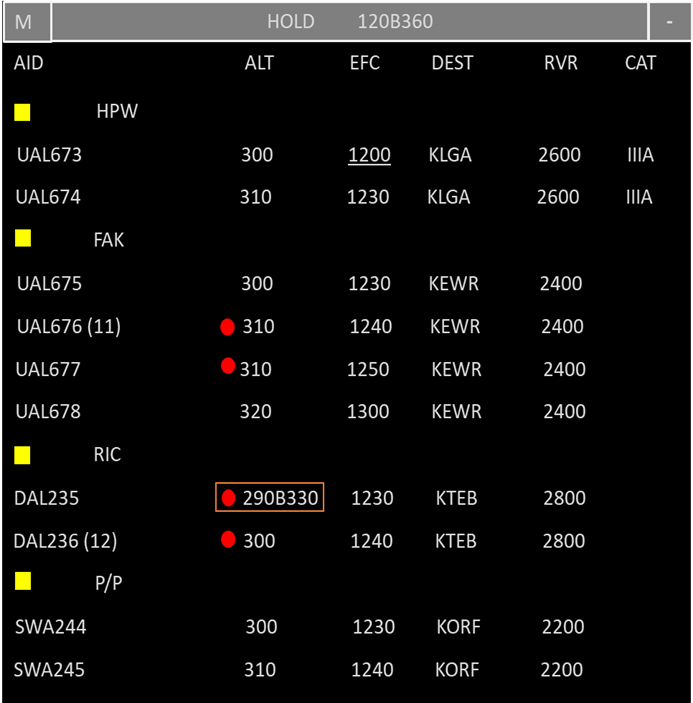 M HOLD 120B360 -
AID ALT EFC DEST RVR CAT
HPW
UAL673 300 1200 KLGA 2600 IIIA
UAL674 310 1230 KLGA 2600 IIIA
FAK
UAL675 300 1230 KEWR 2400
UAL676 (11) 310 1240 KEWR 2400
UAL677 310 1250 KEWR 2400
UAL678 320 1300 KEWR 2400
RIC
DAL235 290B330 1230 KTEB 2800
DAL236 (12) 300 1240 KTEB 2800
P/P
SWA244 300 1230 KORF 2200
SWA245 310 1240 KORF 2200